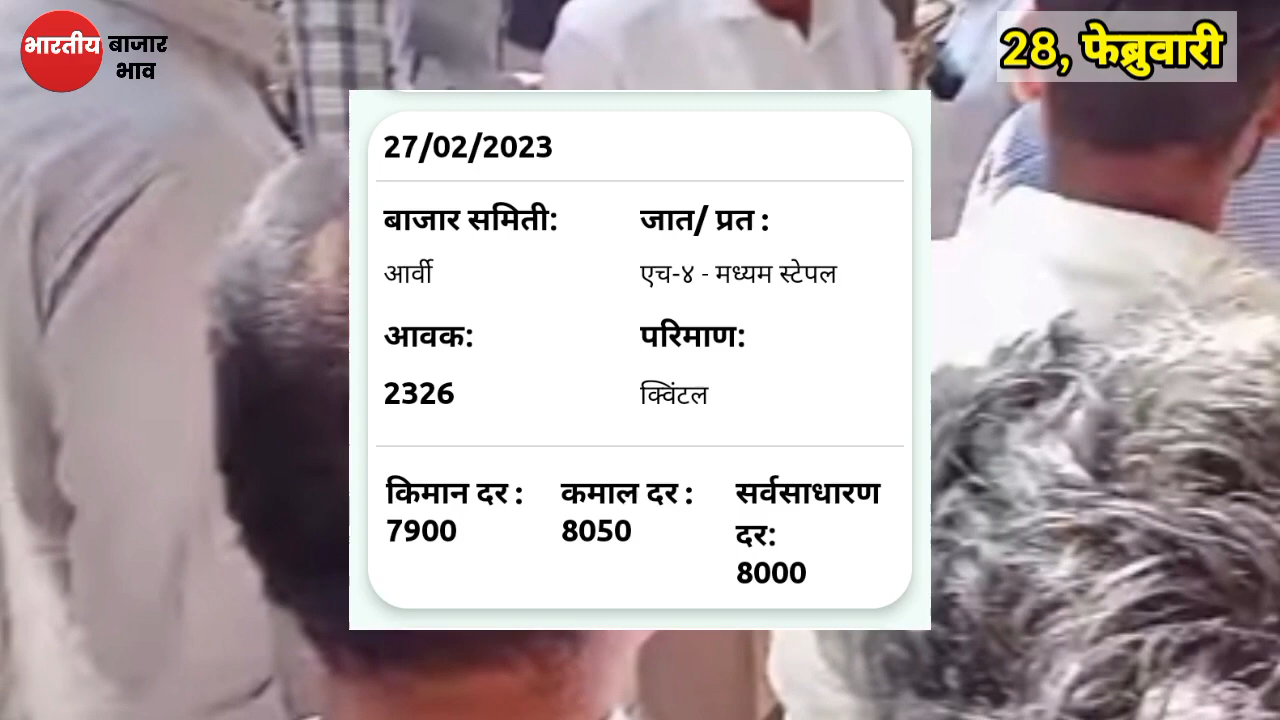 भारतीय बाजार
भाव
28, फेब्रुवारी
27/02/2023
बाजार समिती: जात/ प्रत :
आर्वी एच-४ - मध्यम स्टेपल
आवक: परिमाण:
2326 क्विंटल
किमान दर : कमाल दर : सर्वसाधारण
7900 8050 दर:
8000